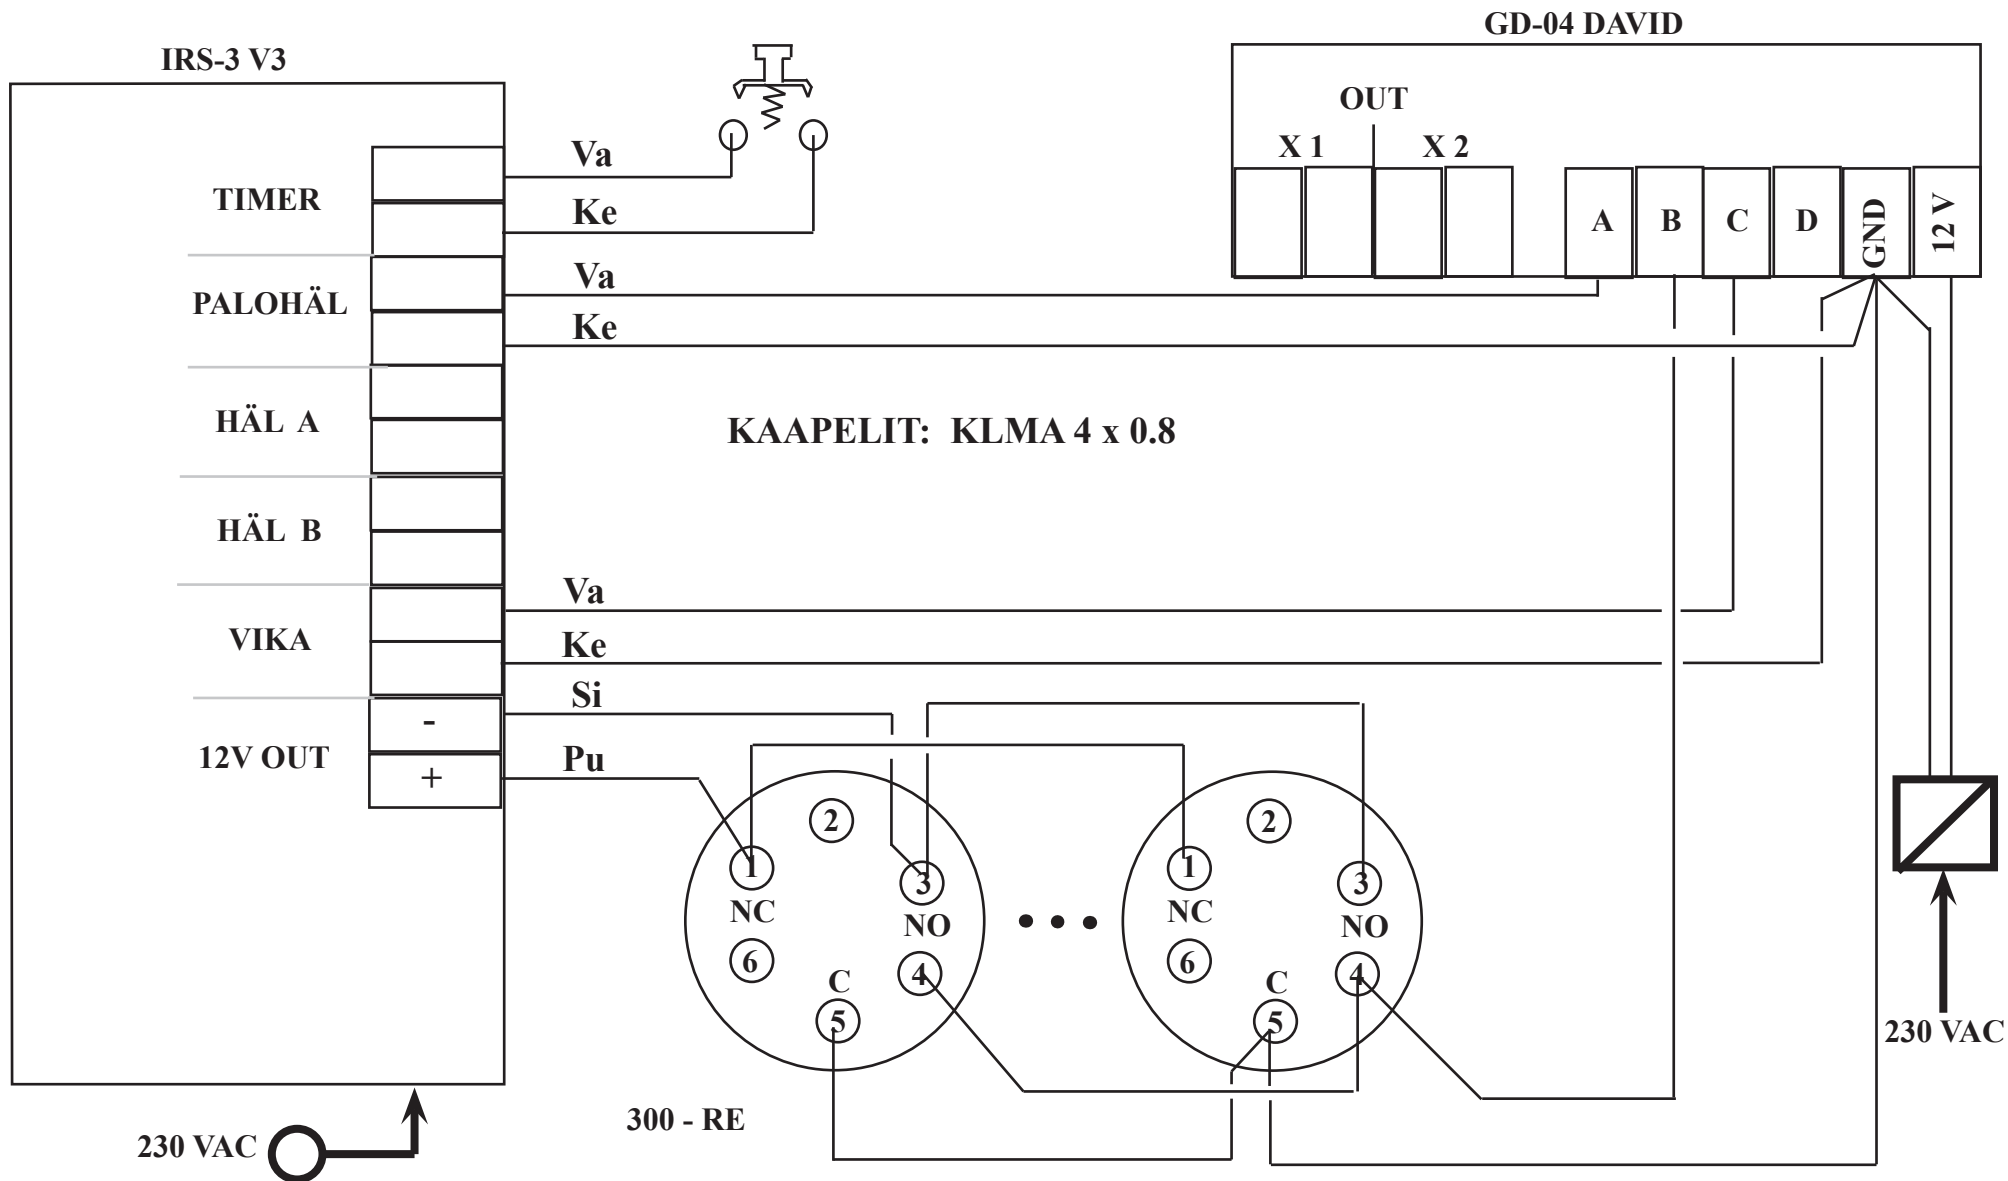 GD-04 DAVID
IRS-3 V3
OUT
X 1
X 2
A
B
C
D
GND
12 V
Va
TIMER
Ke
Va
PALOHÄL
Ke
HÄL A
KAAPELIT: KLMA 4 x 0.8
HÄL B
Va
VIKA
Ke
Si
-
12V OUT
Pu
+
2
1
3
NC
NO
6
4
C
5
2
1
3
NC
NO
6
4
C
5
230 VAC
300 - RE
230 VAC